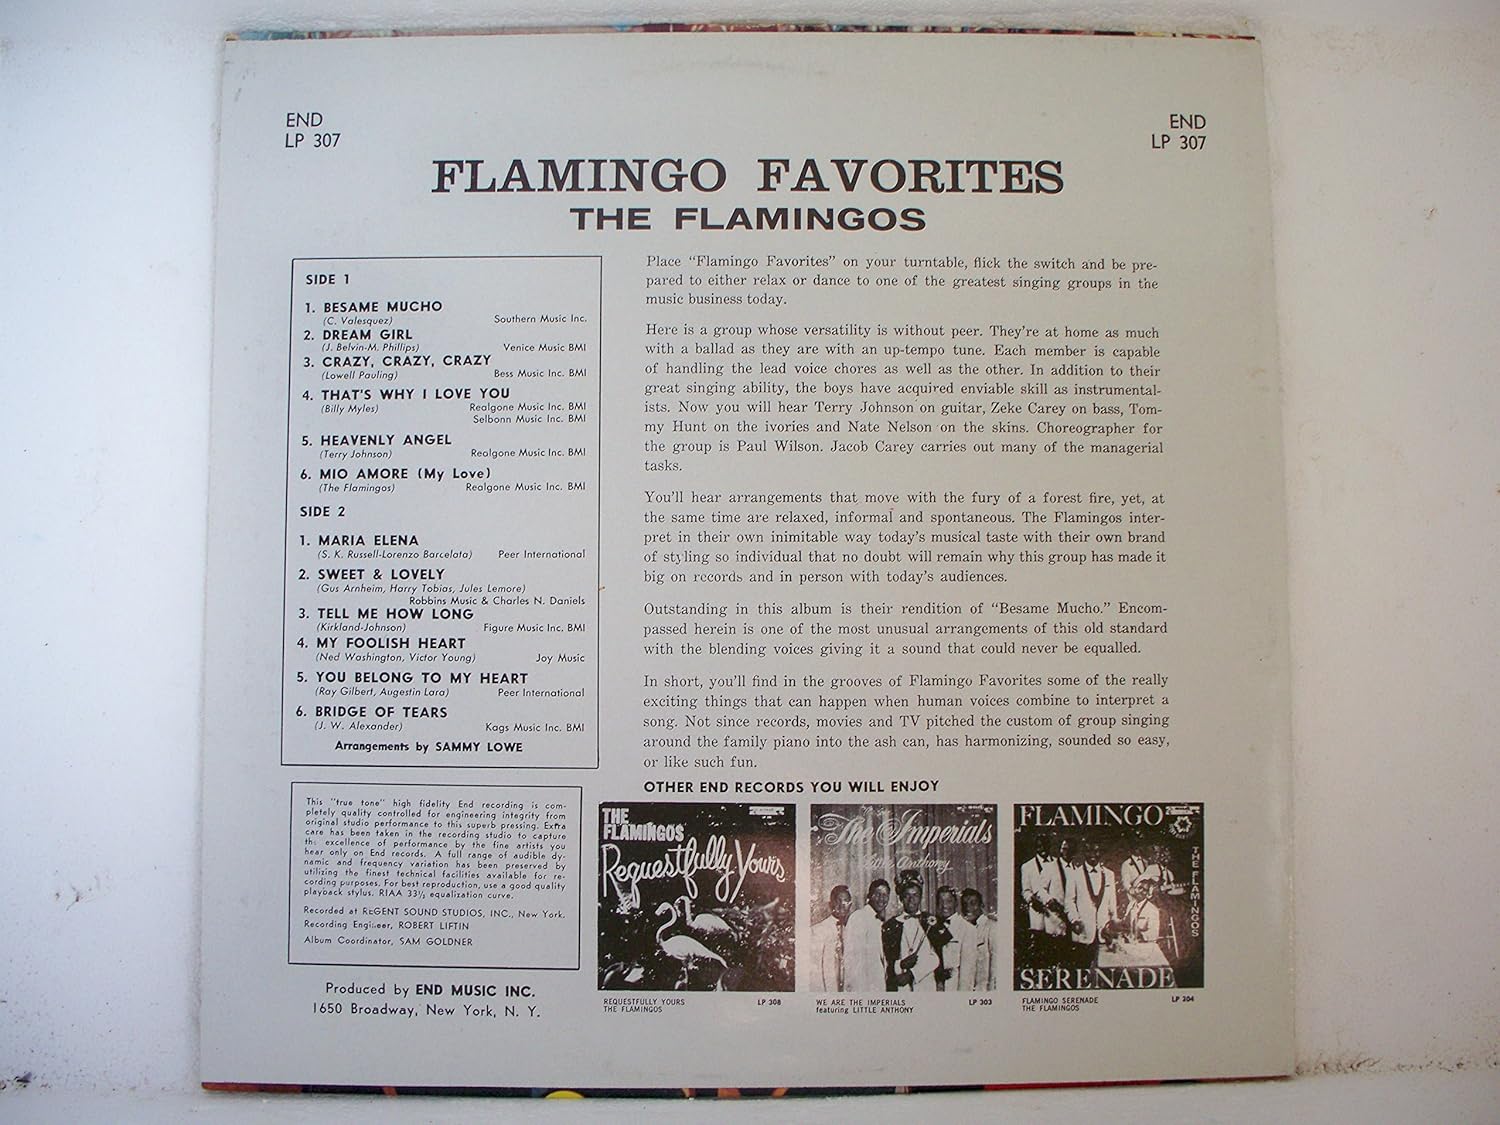 END
LP 307
END
LP 307
FLAMINGO FAVORITES
THE FLAMINGOS
SIDE 1
1. BESAME MUCHO
(C. Valesquez) Southern Music Inc.
2. DREAM GIRL
(J. Belvin-M. Phillips) Venice Music BMI
3. CRAZY, CRAZY, CRAZY
(Lowell Pauling) Bess Music Inc. BMI
4. THAT'S WHY I LOVE YOU
(Billy Myles) Realgone Music Inc. BMI
Selbonn Music Inc. BMI
5. HEAVENLY ANGEL
(Terry Johnson) Realgone Music Inc. BMI
6. MIO AMORE (My Love)
(The Flamingos) Realgone Music Inc. BMI
SIDE 2
1. MARIA ELENA
(S. K. Russell-Lorenzo Barcelata) Peer International
2. SWEET & LOVELY
(Gus Arnheim, Harry Tobias, Jules Lemore)
Robbins Music & Charles N. Daniels
3. TELL ME HOW LONG
(Kirkland-Johnson) Figure Music Inc. BMI
4. MY FOOLISH HEART
(Ned Washington, Victor Young) Joy Music
5. YOU BELONG TO MY HEART
(Ray Gilbert, Augestin Lara) Peer International
6. BRIDGE OF TEARS
(J. W. Alexander) Kags Music Inc. BMI
Arrangements by SAMMY LOWE
Place "Flamingo Favorites" on your turntable, flick the switch and be pre-
pared to either relax or dance to one of the greatest singing groups in the
music business today.
Here is a group whose versatility is without peer. They're at home as much
with a ballad as they are with an up-tempo tune. Each member is capable
of handling the lead voice chores as well as the other. In addition to their
great singing ability, the boys have acquired enviable skill as instrumental-
ists. Now you will hear Terry Johnson on guitar, Zeke Carey on bass, Tom-
my Hunt on the ivories and Nate Nelson on the skins. Choreographer for
the group is Paul Wilson. Jacob Carey carries out many of the managerial
tasks.
You'll hear arrangements that move with the fury of a forest fire, yet, at
the same time are relaxed, informal and spontaneous. The Flamingos inter-
pret in their own inimitable way today's musical taste with their own brand
of styling so individual that no doubt will remain why this group has made it
big on records and in person with today's audiences.
Outstanding in this album is their rendition of "Besame Mucho." Encom-
passed herein is one of the most unusual arrangements of this old standard
with the blending voices giving it a sound that could never be equalled.
In short, you'll find in the grooves of Flamingo Favorites some of the really
exciting things that can happen when human voices combine to interpret a
song. Not since records, movies and TV pitched the custom of group singing
around the family piano into the ash can, has harmonizing, sounded so easy,
or like such fun.
This "true tone" high fidelity End recording is com-
pletely quality controlled for engineering integrity from
original studio performance to this superb pressing. Extra
care has been taken in the recording studio to capture
the excellence of performance by the fine artists you
hear only on End records. A full range of audible dy-
namic and frequency variation has been preserved by
utilizing the finest technical facilities available for re-
cording purposes. For best reproduction, use a good quality
playback stylus. RIAA 33⅓ equalization curve.
Recorded at REGENT SOUND STUDIOS, INC., New York.
Recording Engineer, ROBERT LIFTIN
Album Coordinator, SAM GOLDNER
Produced by END MUSIC INC.
1650 Broadway, New York, N. Y.
OTHER END RECORDS YOU WILL ENJOY
THE
FLAMINGOS
Requestfully Yours
REQUESTFULLY YOURS LP 308
THE FLAMINGOS
The Imperials
Little Anthony
WE ARE THE IMPERIALS LP 303
featuring LITTLE ANTHONY
FLAMINGO
THE FLAMINGOS
SERENADE
FLAMINGO SERENADE LP 304
THE FLAMINGOS